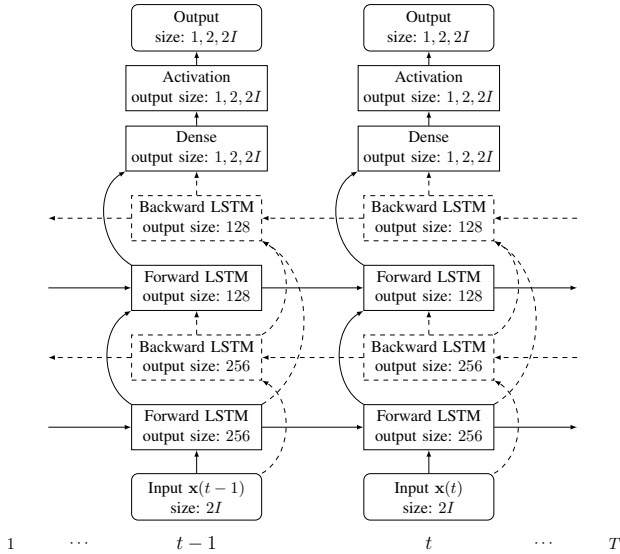 Output
size: 1, 2, 2I
Activation
output size: 1, 2, 2I
Dense
output size: 1, 2, 2I
Backward LSTM
output size: 128
Forward LSTM
output size: 128
Backward LSTM
output size: 256
Forward LSTM
output size: 256
Input x(t − 1)
size: 2I
Output
size: 1, 2, 2I
Activation
output size: 1, 2, 2I
Dense
output size: 1, 2, 2I
Backward LSTM
output size: 128
Forward LSTM
output size: 128
Backward LSTM
output size: 256
Forward LSTM
output size: 256
Input x(t)
size: 2I
1 ⋯ t − 1 t ⋯ T